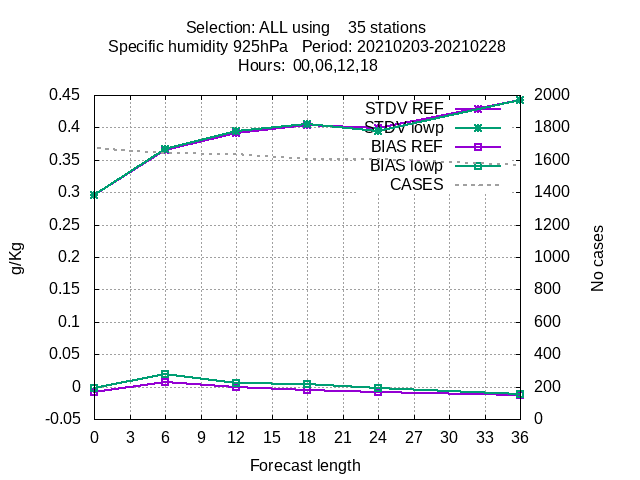 Selection: ALL using 35 stations
Specific humidity 925hPa Period: 20210203-20210228
Hours: 00,06,12,18
0.45
0.4
0.35
0.3
0.25
0.2
0.15
0.1
0.05
0
-0.05
g/Kg
STDV REF
STDV lowp
BIAS REF
BIAS lowp
CASES
2000
1800
1600
1400
1200
1000
800
600
400
200
0
No cases
0 3 6 9 12 15 18 21 24 27 30 33 36
Forecast length